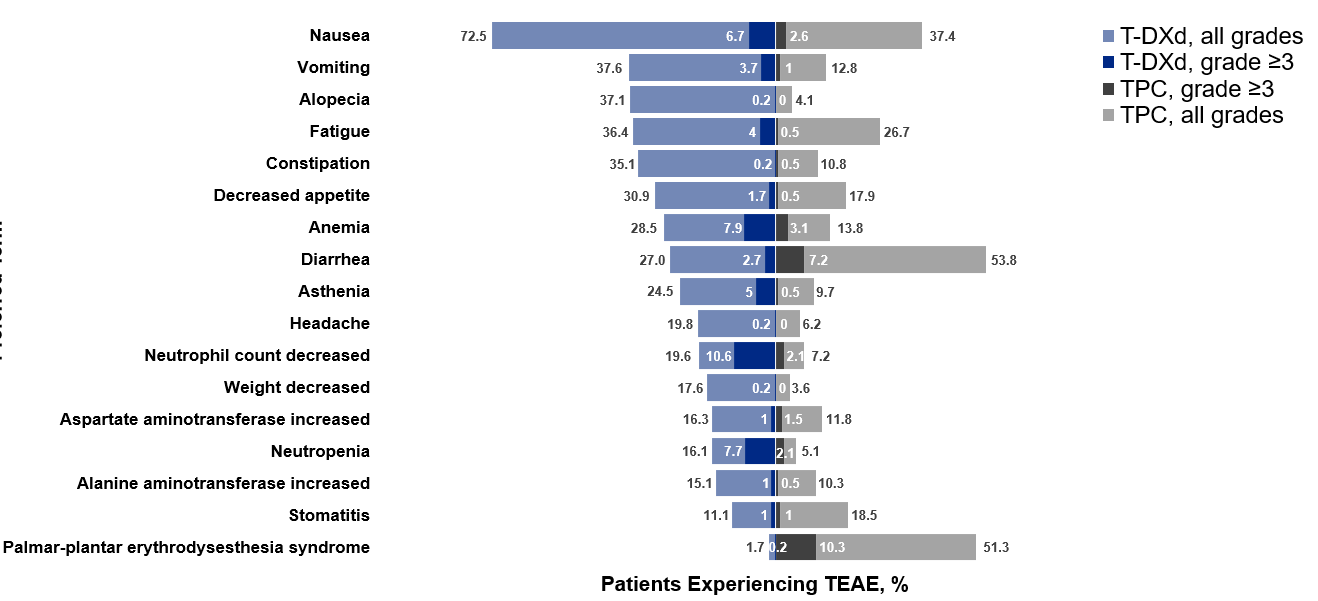 Nausea 72.5 6.7 2.6 37.4
Vomiting 37.6 3.7 1 12.8
Alopecia 37.1 0.2 0 4.1
Fatigue 36.4 4 0.5 26.7
Constipation 35.1 0.2 0.5 10.8
Decreased appetite 30.9 1.7 0.5 17.9
Anemia 28.5 7.9 3.1 13.8
Diarrhea 27.0 2.7 7.2 53.8
Asthenia 24.5 5 0.5 9.7
Headache 19.8 0.2 0 6.2
Neutrophil count decreased 19.6 10.6 2.1 7.2
Weight decreased 17.6 0.2 0 3.6
Aspartate aminotransferase increased 16.3 1 1.5 11.8
Neutropenia 16.1 7.7 2.1 5.1
Alanine aminotransferase increased 15.1 1 0.5 10.3
Stomatitis 11.1 1 1 18.5
Palmar-plantar erythrodysesthesia syndrome 1.7 0.2 10.3 51.3
Patients Experiencing TEAE, %
T-DXd, all grades
T-DXd, grade ≥3
TPC, grade ≥3
TPC, all grades